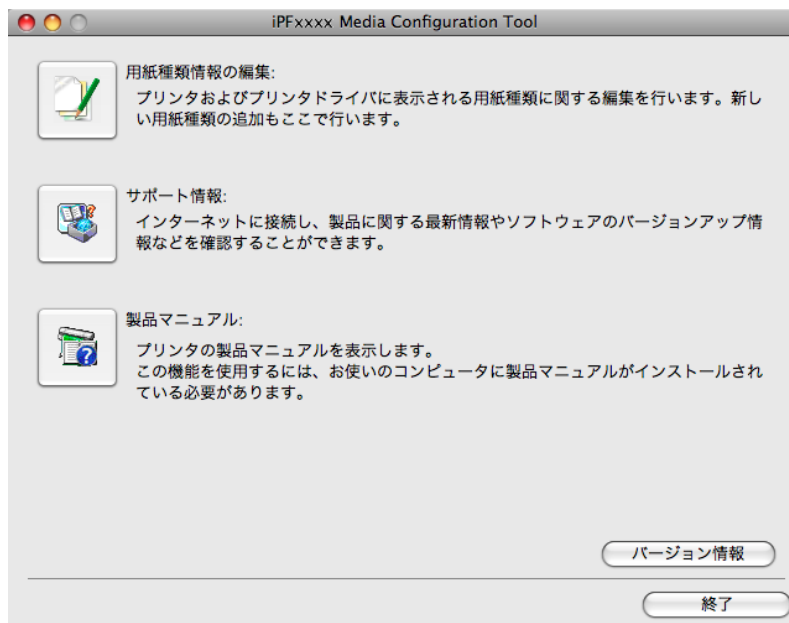 iPFxxxx Media Configuration Tool
用紙種類情報の編集:
プリンタおよびプリンタドライバに表示される用紙種類に関する編集を行います。新し
い用紙種類の追加もここで行います。
サポート情報:
インターネットに接続し、製品に関する最新情報やソフトウェアのバージョンアップ情
報などを確認することができます。
製品マニュアル:
プリンタの製品マニュアルを表示します。
この機能を使用するには、お使いのコンピュータに製品マニュアルがインストールされ
ている必要があります。
バージョン情報
終了